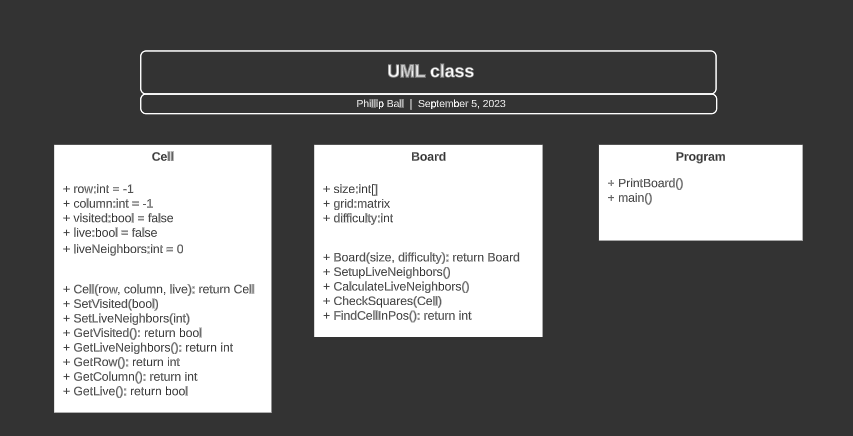 UML class
Phillip Ball | September 5, 2023
Cell
+ row:int = -1
+ column:int = -1
+ visited:bool = false
+ live:bool = false
+ liveNeighbors:int = 0
+ Cell(row, column, live): return Cell
+ SetVisited(bool)
+ SetLiveNeighbors(int)
+ GetVisited(): return bool
+ GetLiveNeighbors(): return int
+ GetRow(): return int
+ GetColumn(): return int
+ GetLive(): return bool
Board
+ size:int[]
+ grid:matrix
+ difficulty:int
+ Board(size, difficulty): return Board
+ SetupLiveNeighbors()
+ CalculateLiveNeighbors()
+ CheckSquares(Cell)
+ FindCellInPos(): return int
Program
+ PrintBoard()
+ main()